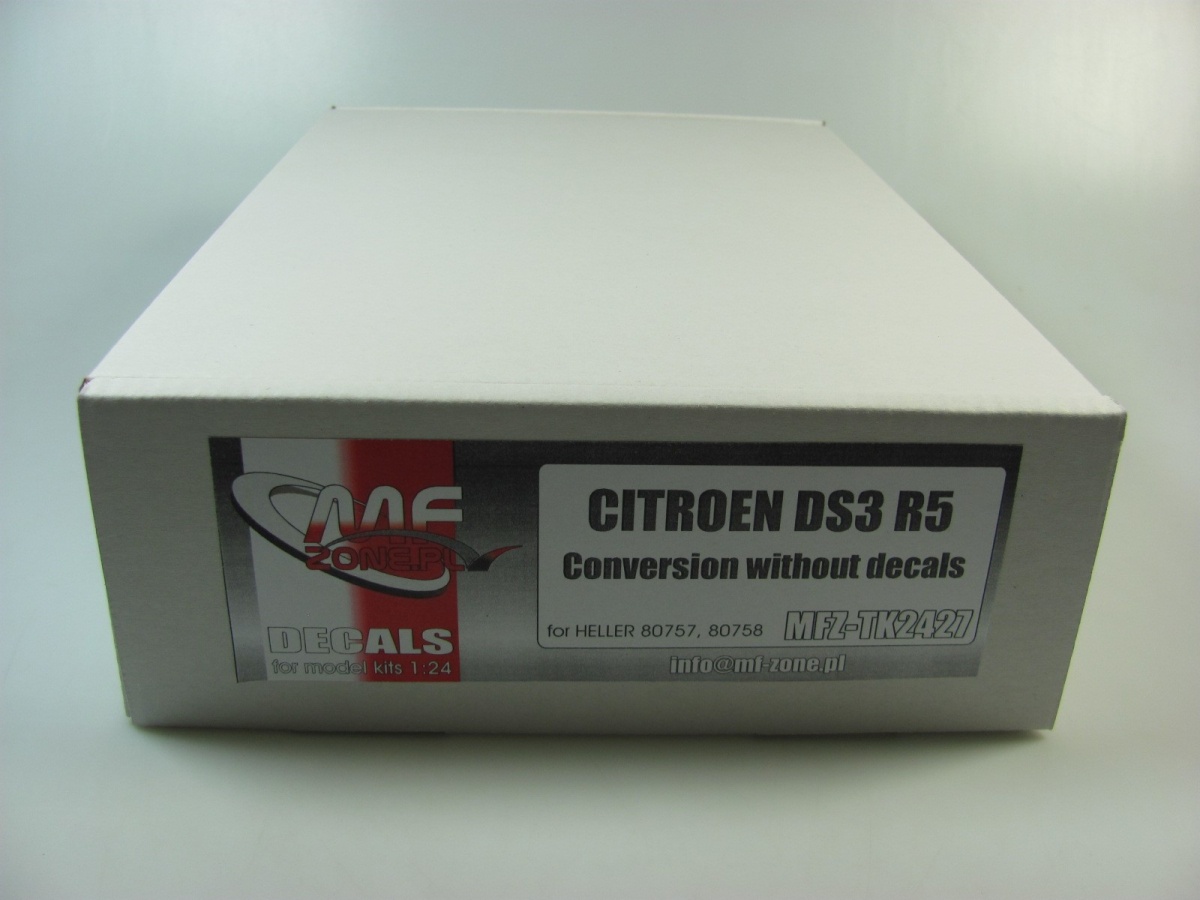 MF
ZONE.PL
DECALS
for model kits 1:24
CITROEN DS3 R5
Conversion without decals
for HELLER 80757, 80758
MFZ-TK2427
info@mf-zone.pl